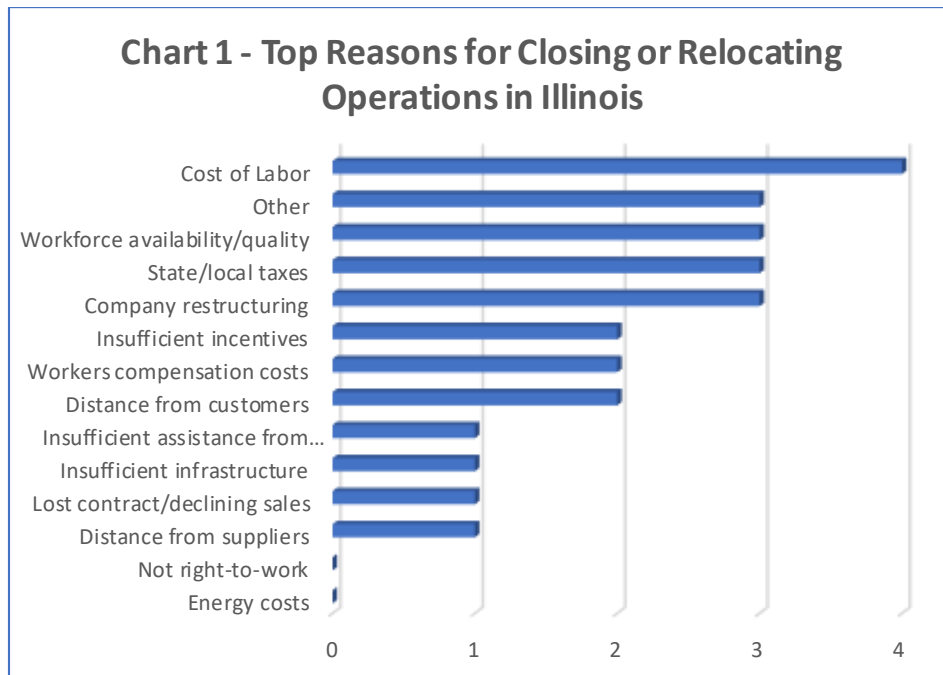 Chart 1 - Top Reasons for Closing or Relocating
Operations in Illinois
Cost of Labor
Other
Workforce availability/quality
State/local taxes
Company restructuring
Insufficient incentives
Workers compensation costs
Distance from customers
Insufficient assistance from…
Insufficient infrastructure
Lost contract/declining sales
Distance from suppliers
Not right-to-work
Energy costs
0 1 2 3 4